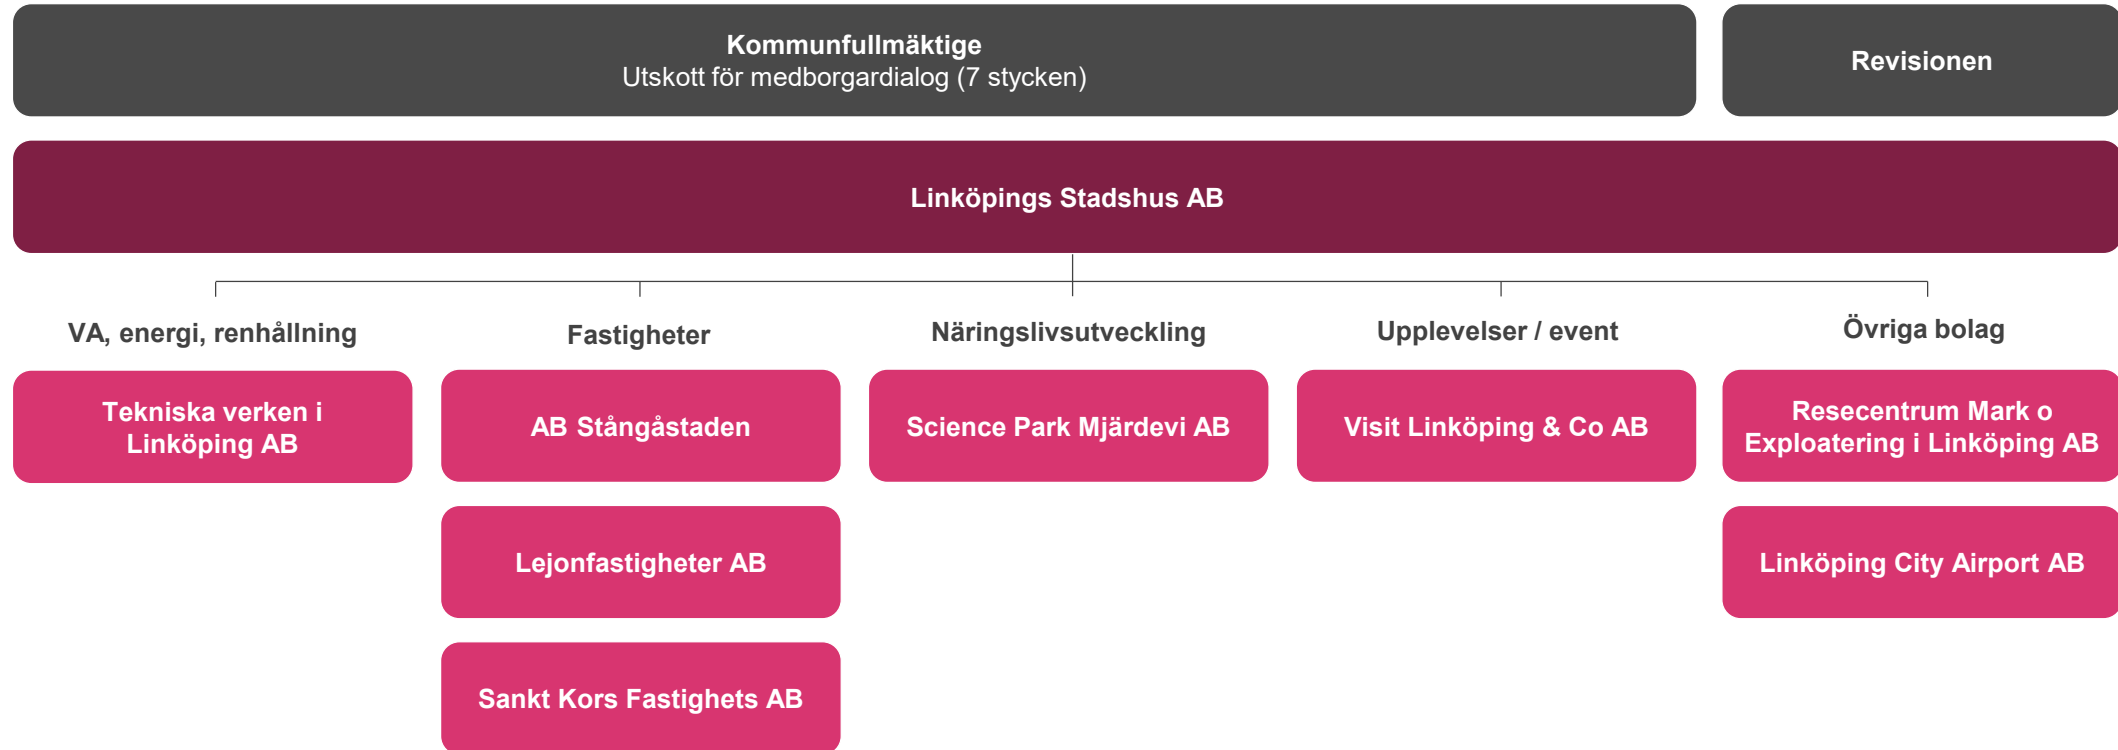 Kommunfullmäktige
Utskott för medborgardialog (7 stycken)
Revisionen
Linköpings Stadshus AB
VA, energi, renhållning
Tekniska verken i
Linköping AB
Fastigheter
AB Stångåstaden
Lejonfastigheter AB
Sankt Kors Fastighets AB
Näringslivsutveckling
Science Park Mjärdevi AB
Upplevelser / event
Visit Linköping & Co AB
Övriga bolag
Resecentrum Mark o
Exploatering i Linköping AB
Linköping City Airport AB